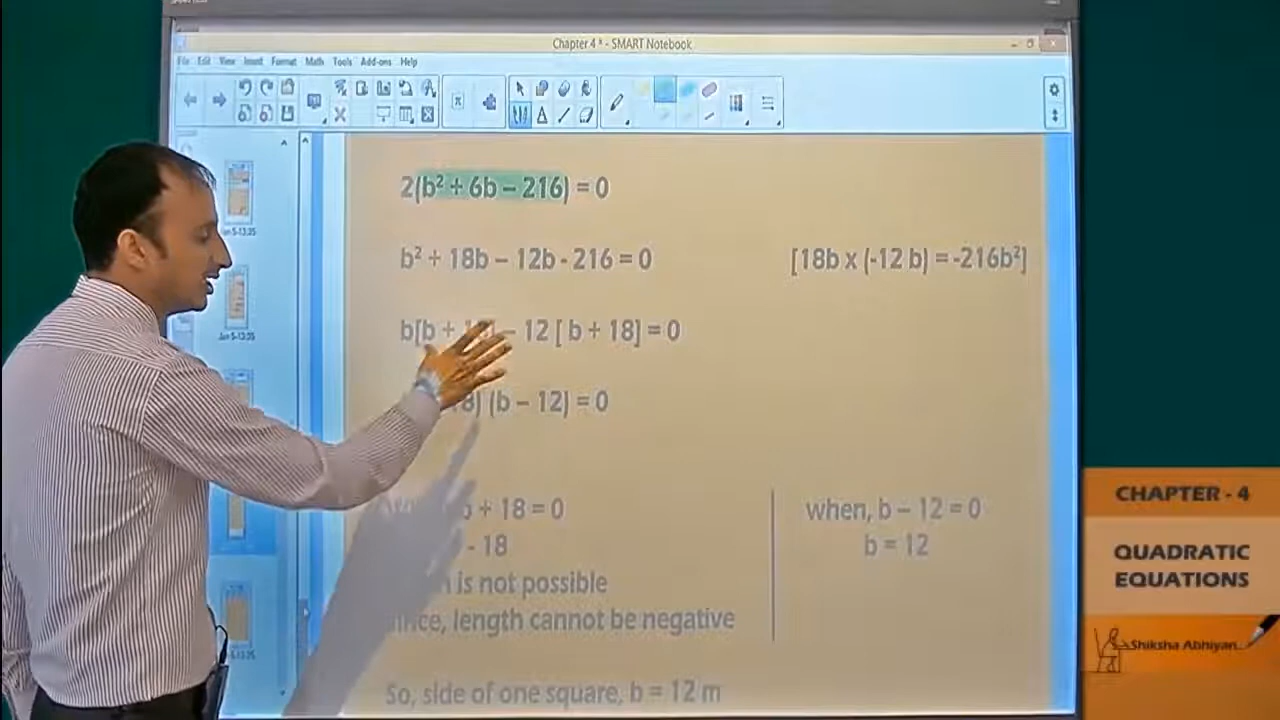 Chapter 4 * - SMART Notebook
File Edit View Insert Format Math Tools Add-ons Help
2(b² + 6b – 216) = 0
b² + 18b – 12b - 216 = 0 [18b x (-12 b) = -216b²]
b[b + 18] – 12 [ b + 18] = 0
18) (b – 12) = 0
b + 18 = 0
- 18
is not possible
since, length cannot be negative
when, b – 12 = 0
b = 12
So, side of one square, b = 12 m
CHAPTER - 4
QUADRATIC
EQUATIONS
Shiksha Abhiyan